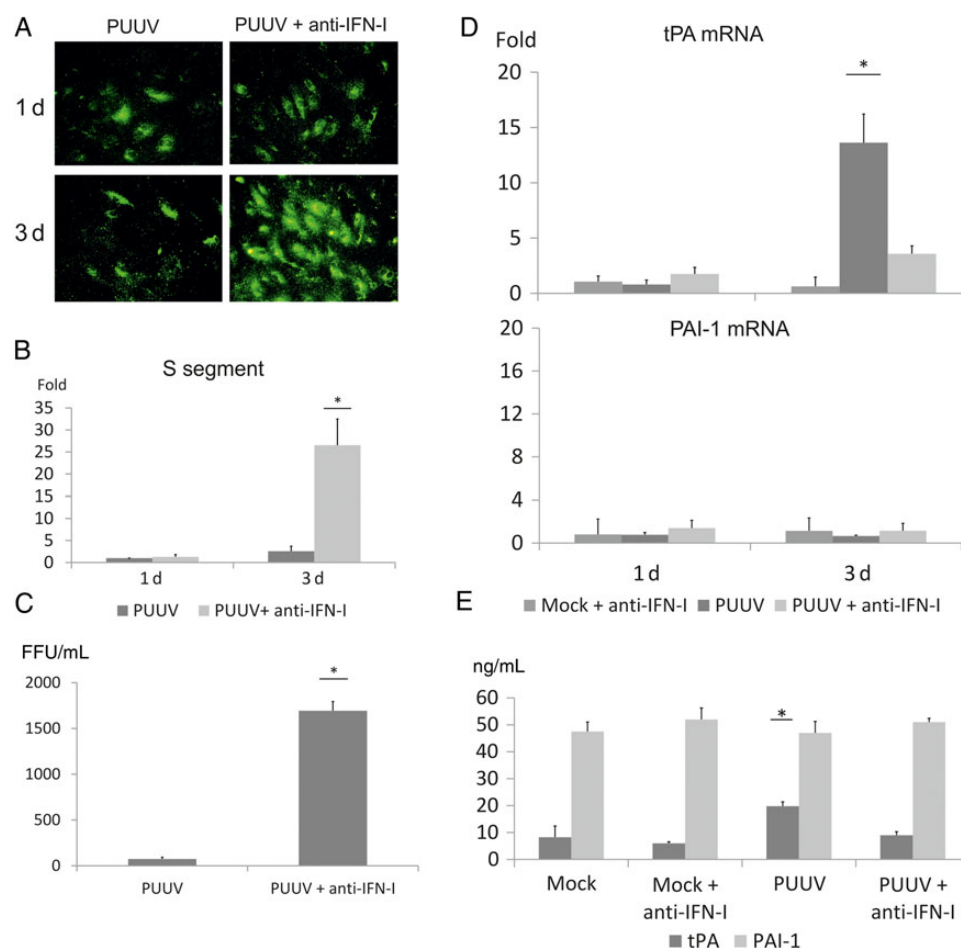 A
PUUV PUUV + anti-IFN-I
1 d
3 d
B
S segment
Fold
35
30
25
20
15
10
5
0
*
1 d 3 d
PUUV PUUV+ anti-IFN-I
C
FFU/mL
2000
1500
1000
500
0
*
PUUV PUUV + anti-IFN-I
D
Fold
tPA mRNA
20
15
10
5
0
*
PAI-1 mRNA
20
16
12
8
4
0
1 d 3 d
Mock + anti-IFN-I PUUV PUUV + anti-IFN-I
E
ng/mL
60
50
40
30
20
10
0
*
Mock Mock + PUUV PUUV +
anti-IFN-I anti-IFN-I
tPA PAI-1